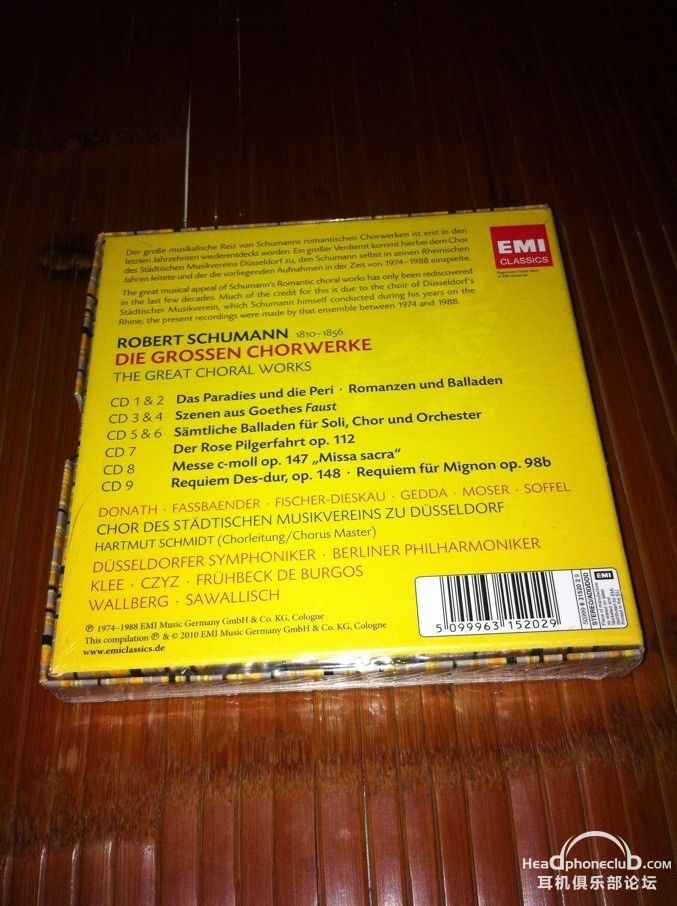 Der große musikalische Reiz von Schumanns romantischen Chorwerken ist erst in den
letzten Jahrzehnten wiederentdeckt worden. Ein großer Verdienst kommt hierbei dem Chor
des Städtischen Musikvereins Düsseldorf zu, den Schumann selbst in seinen Rheinischen
Jahren leitete und der die vorliegenden Aufnahmen in der Zeit von 1974–1988 einspielte.
The great musical appeal of Schumann's Romantic choral works has only been rediscovered
in the last few decades. Much of the credit for this is due to the choir of Düsseldorf's
Städtischer Musikverein, which Schumann himself conducted during his years on the
Rhine; the present recordings were made by that ensemble between 1974 and 1988.
EMI
CLASSICS
ROBERT SCHUMANN 1810–1856
DIE GROSSEN CHORWERKE
THE GREAT CHORAL WORKS
CD 1 & 2 Das Paradies und die Peri · Romanzen und Balladen
CD 3 & 4 Szenen aus Goethes Faust
CD 5 & 6 Sämtliche Balladen für Soli, Chor und Orchester
CD 7 Der Rose Pilgerfahrt op. 112
CD 8 Messe c-moll op. 147 „Missa sacra“
CD 9 Requiem Des-dur, op. 148 · Requiem für Mignon op. 98b
DONATH · FASSBAENDER · FISCHER-DIESKAU · GEDDA · MOSER · SOFFEL
CHOR DES STÄDTISCHEN MUSIKVEREINS ZU DÜSSELDORF
HARTMUT SCHMIDT (Chorleitung/Chorus Master)
DÜSSELDORFER SYMPHONIKER · BERLINER PHILHARMONIKER
KLEE · CZYZ · FRÜHBECK DE BURGOS
WALLBERG · SAWALLISCH
℗ 1974–1988 EMI Music Germany GmbH & Co. KG, Cologne
This compilation ℗ & © 2010 EMI Music Germany GmbH & Co. KG, Cologne
www.emiclassics.de
5 099963 152029
EMI
HeadphoneclubD.com
耳机俱乐部论坛